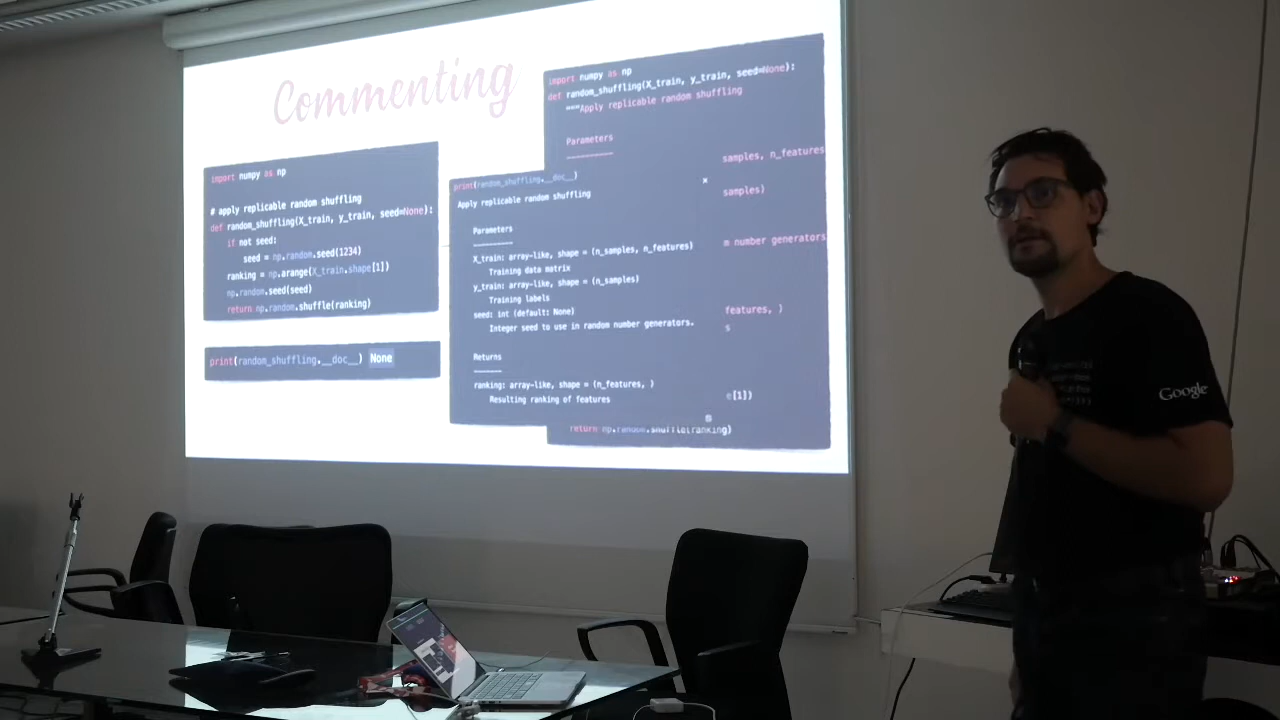 Commenting
import numpy as np
# apply replicable random shuffling
def random_shuffling(X_train, y_train, seed=None):
if not seed:
seed = np.random.seed(1234)
ranking = np.arange(X_train.shape[1])
np.random.seed(seed)
return np.random.shuffle(ranking)
print(random_shuffling.__doc__) None
import numpy as np
def random_shuffling(X_train, y_train, seed=None):
"""Apply replicable random shuffling
Parameters
----------
samples, n_features
samples)
m number generators
features, )
s
[1])
return np.random.shuffle(ranking)
print(random_shuffling.__doc__)
Apply replicable random shuffling
Parameters
----------
X_train: array-like, shape = (n_samples, n_features)
Training data matrix
y_train: array-like, shape = (n_samples)
Training labels
seed: int (default: None)
Integer seed to use in random number generators.
Returns
-------
ranking: array-like, shape = (n_features, )
Resulting ranking of features
Google